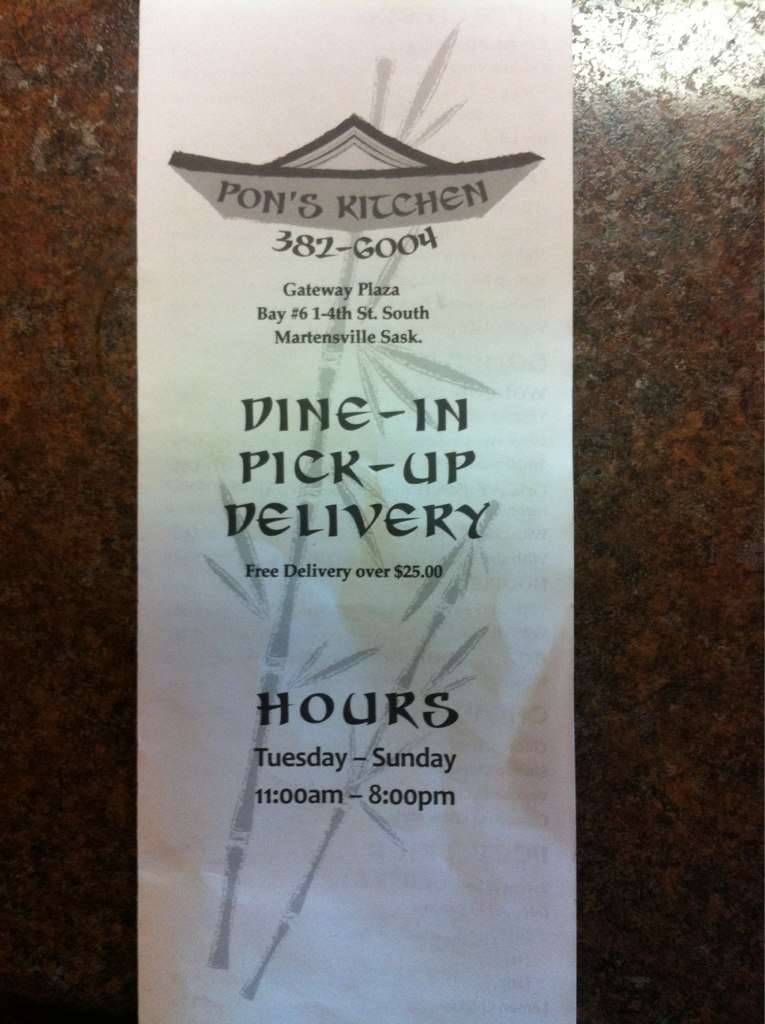 PON'S KITCHEN
382-6004
Gateway Plaza
Bay #6 1-4th St. South
Martensville Sask.
DINE-IN
PICK-UP
DELIVERY
Free Delivery over $25.00
HOURS
Tuesday – Sunday
11:00am – 8:00pm